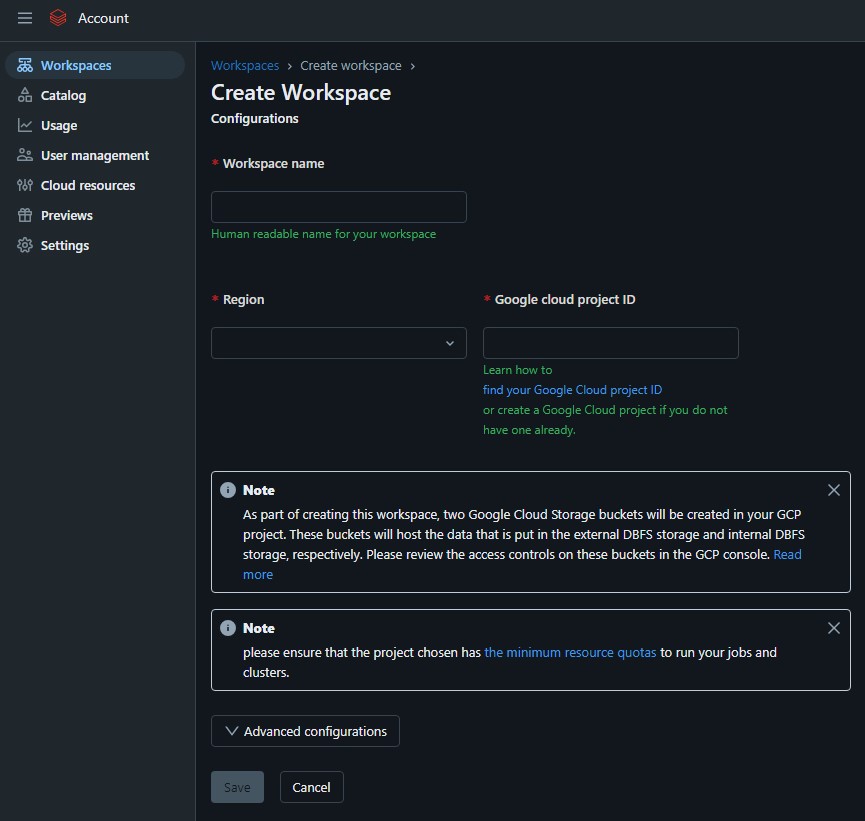 Account
Workspaces
Catalog
Usage
User management
Cloud resources
Previews
Settings
Workspaces › Create workspace ›
Create Workspace
Configurations
* Workspace name
Human readable name for your workspace
* Region
* Google cloud project ID
Learn how to
find your Google Cloud project ID
or create a Google Cloud project if you do not
have one already.
Note
As part of creating this workspace, two Google Cloud Storage buckets will be created in your GCP
project. These buckets will host the data that is put in the external DBFS storage and internal DBFS
storage, respectively. Please review the access controls on these buckets in the GCP console. Read
more
Note
please ensure that the project chosen has the minimum resource quotas to run your jobs and
clusters.
Advanced configurations
Save
Cancel